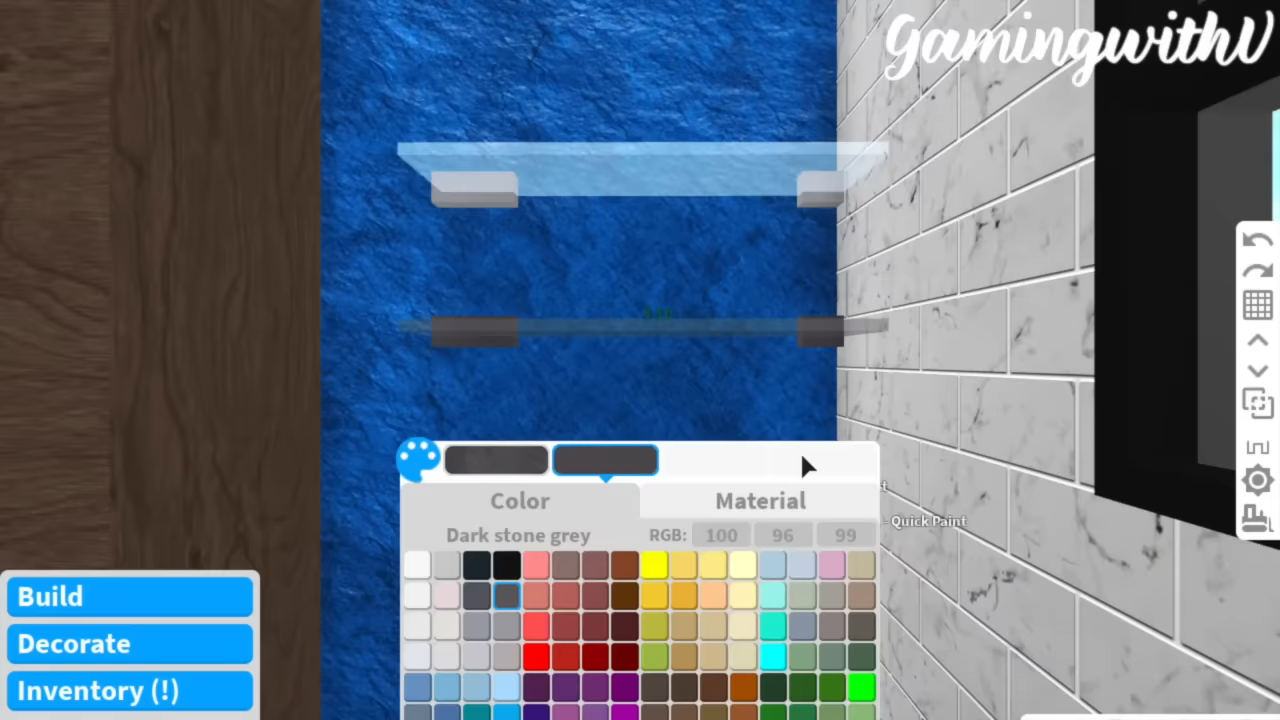 GamingwithV
Color
Material
Dark stone grey
RGB: 100 96 99
- Quick Paint
Build
Decorate
Inventory (!)